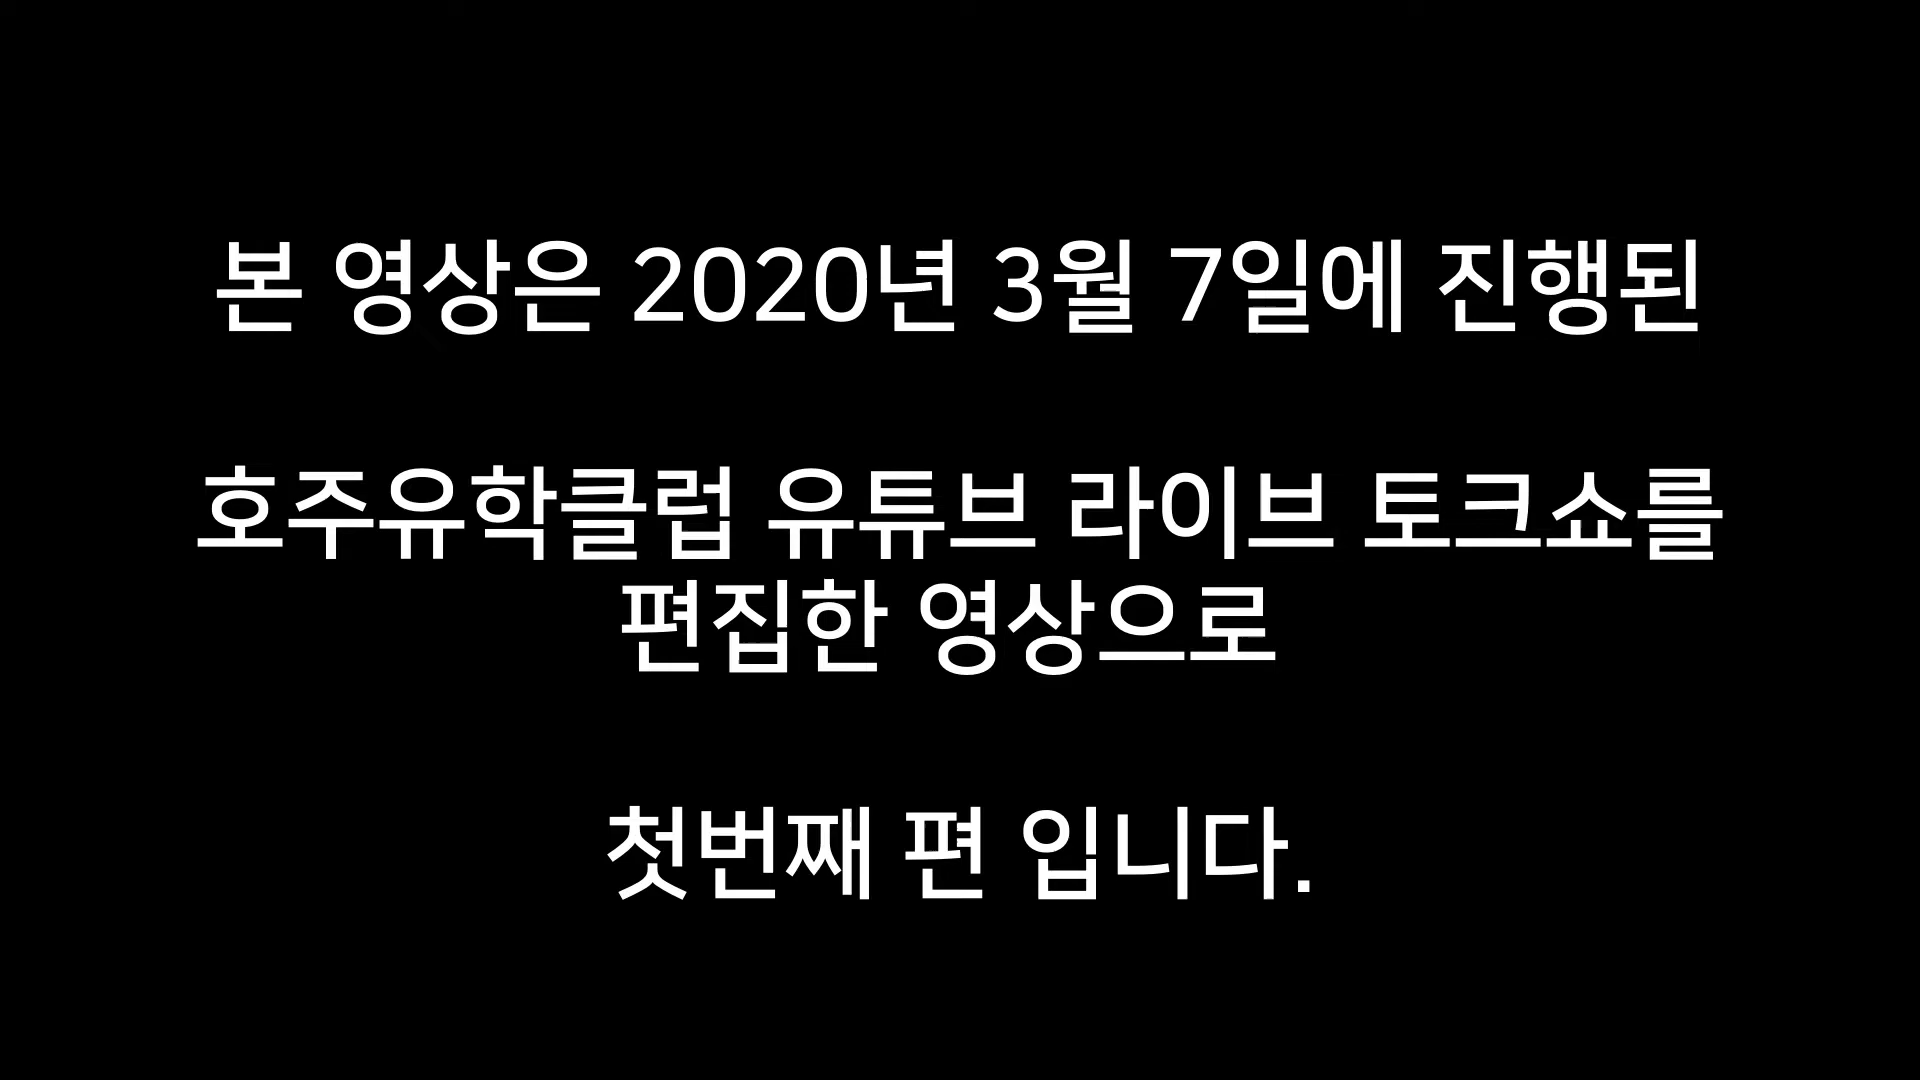 본 영상은 2020년 3월 7일에 진행된
호주유학클럽 유튜브 라이브 토크쇼를
편집한 영상으로
첫번째 편 입니다.